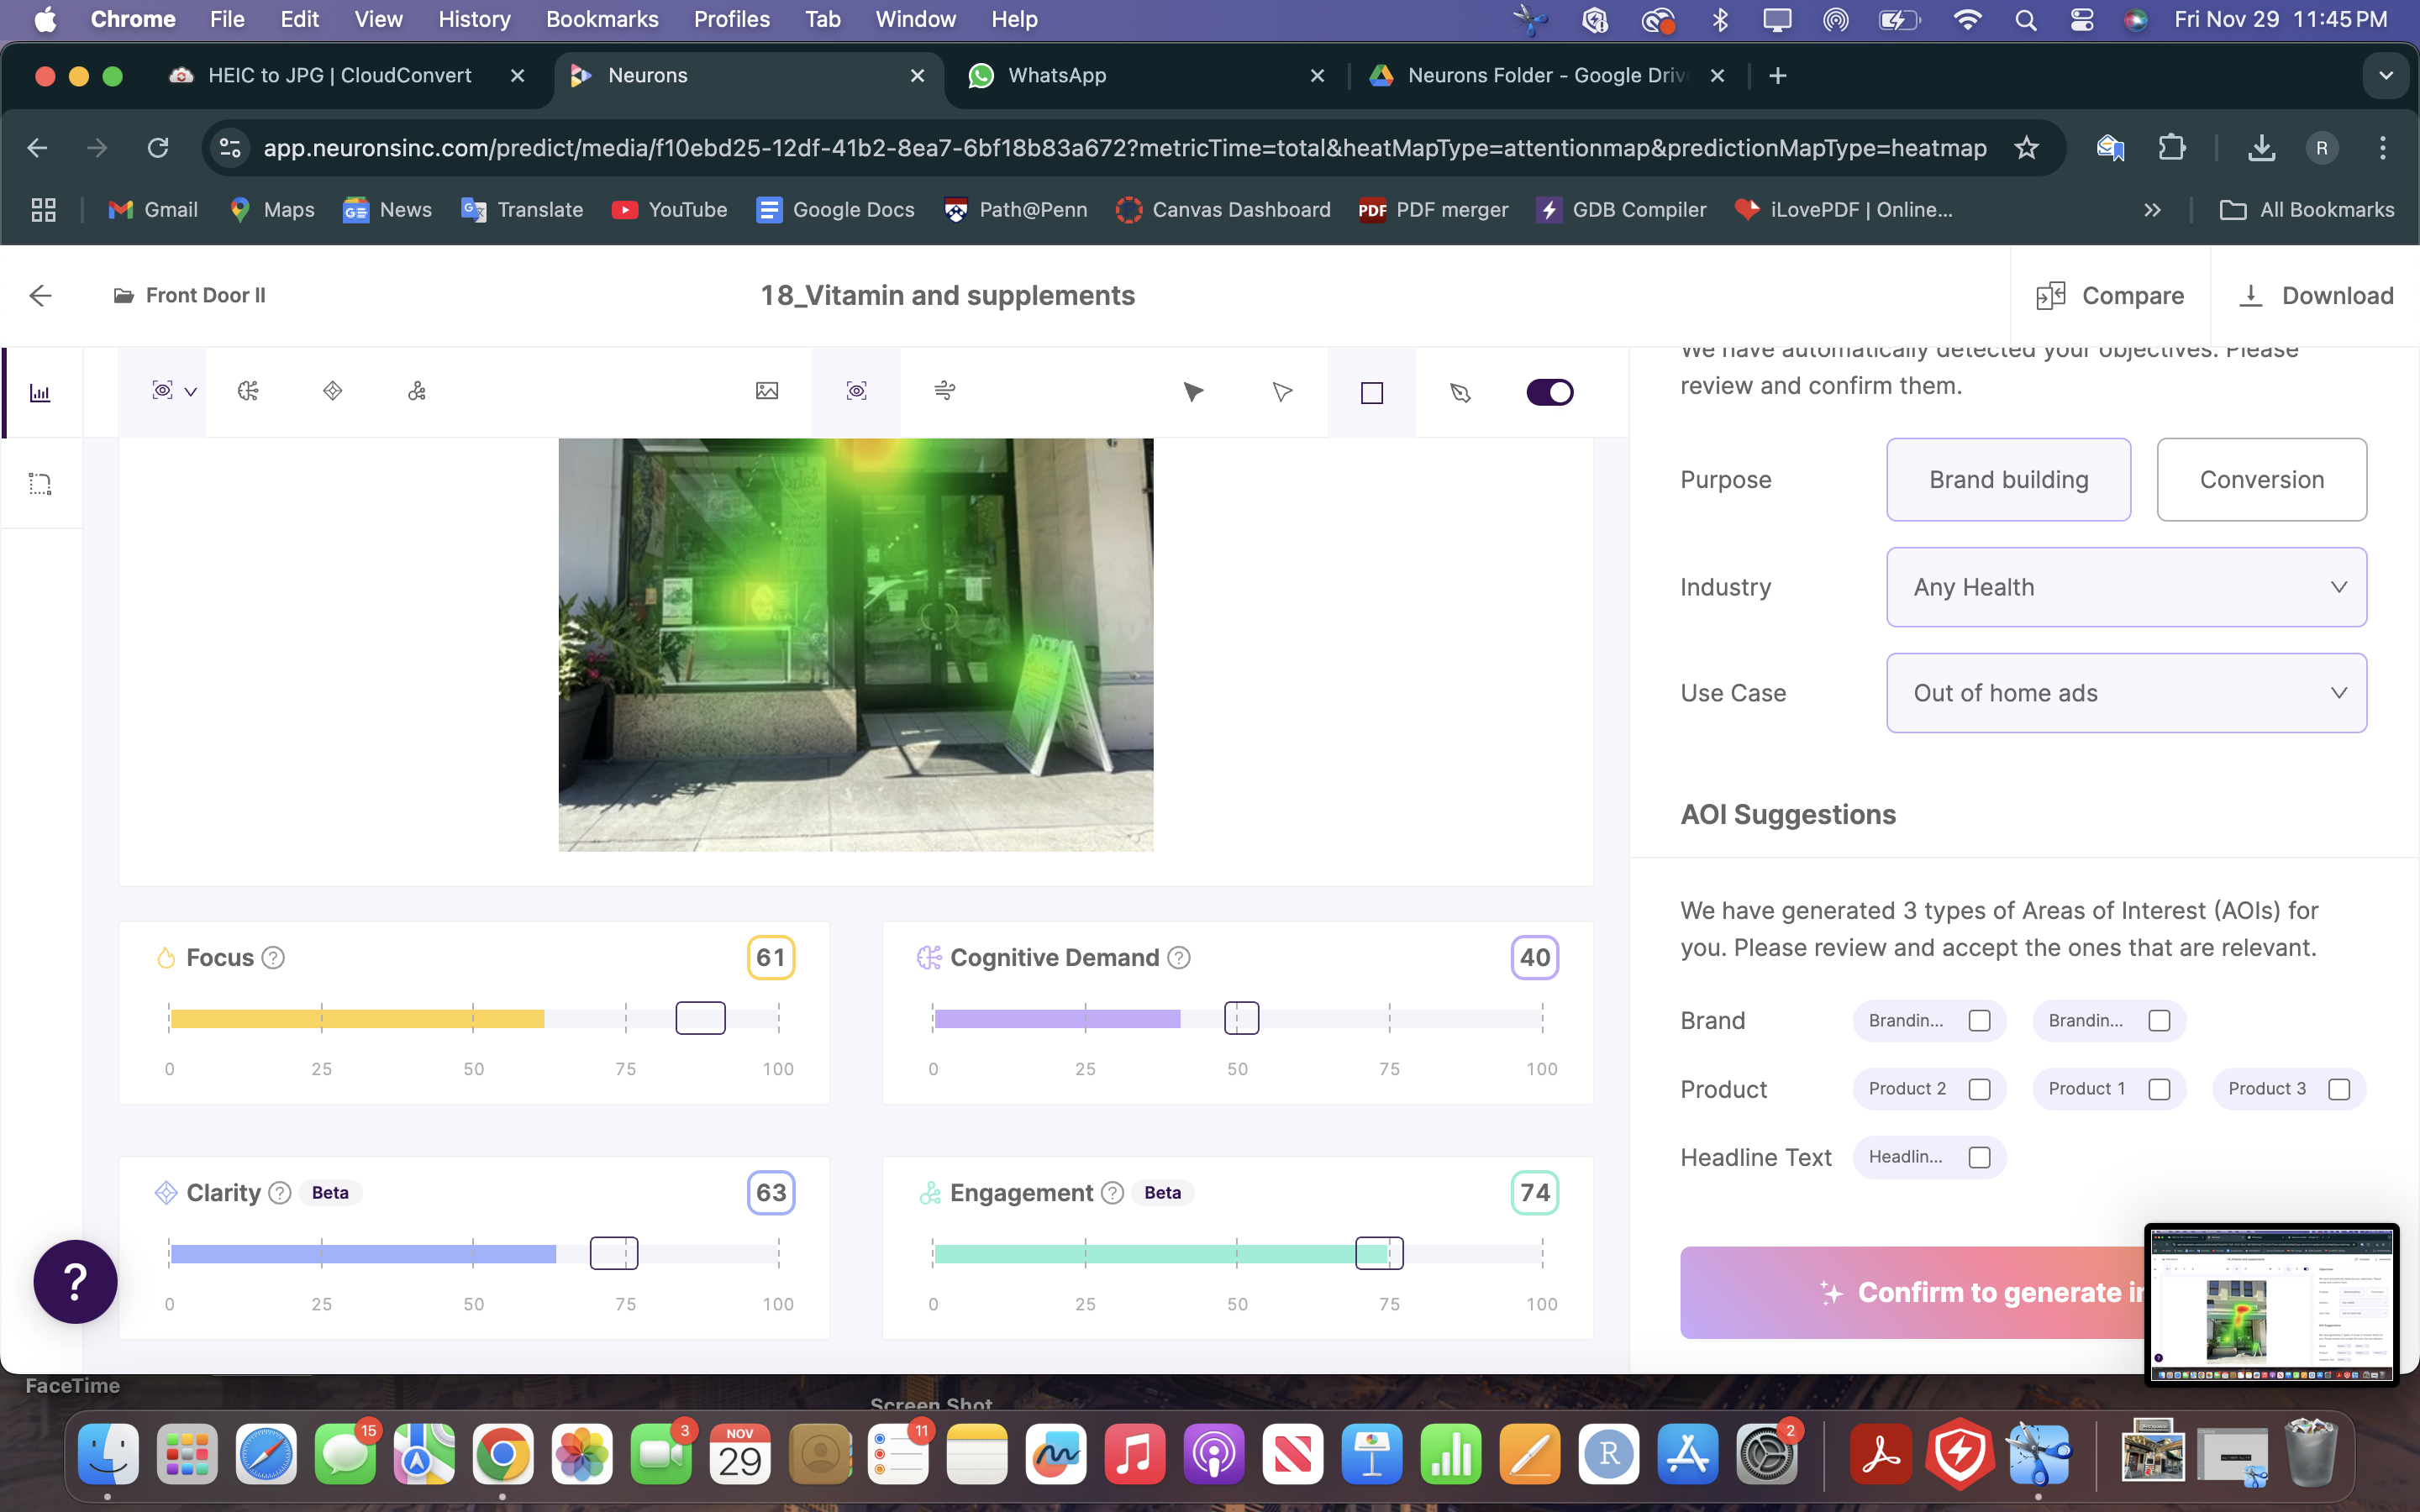 Chrome File Edit View History Bookmarks Profiles Tab Window Help Fri Nov 29 11:45 PM
HEIC to JPG | CloudConvert Neurons WhatsApp Neurons Folder - Google Driv
app.neuronsinc.com/predict/media/f10ebd25-12df-41b2-8ea7-6bf18b83a672?metricTime=total&heatMapType=attentionmap&predictionMapType=heatmap R
Gmail Maps News Translate YouTube Google Docs Path@Penn Canvas Dashboard PDF PDF merger GDB Compiler iLovePDF | Online... All Bookmarks
Front Door II 18_Vitamin and supplements Compare Download
We have automatically detected your objectives. Please
review and confirm them.
Purpose Brand building Conversion
Industry Any Health
Use Case Out of home ads
AOI Suggestions
We have generated 3 types of Areas of Interest (AOIs) for
you. Please review and accept the ones that are relevant.
Brand Brandin... Brandin...
Product Product 2 Product 1 Product 3
Headline Text Headlin...
Confirm to generate in
Focus ? 61
0 25 50 75 100
Cognitive Demand ? 40
0 25 50 75 100
Clarity ? Beta 63
0 25 50 75 100
Engagement ? Beta 74
0 25 50 75 100
?
FaceTime
Screen Shot
15 3 NOV 29 11 2